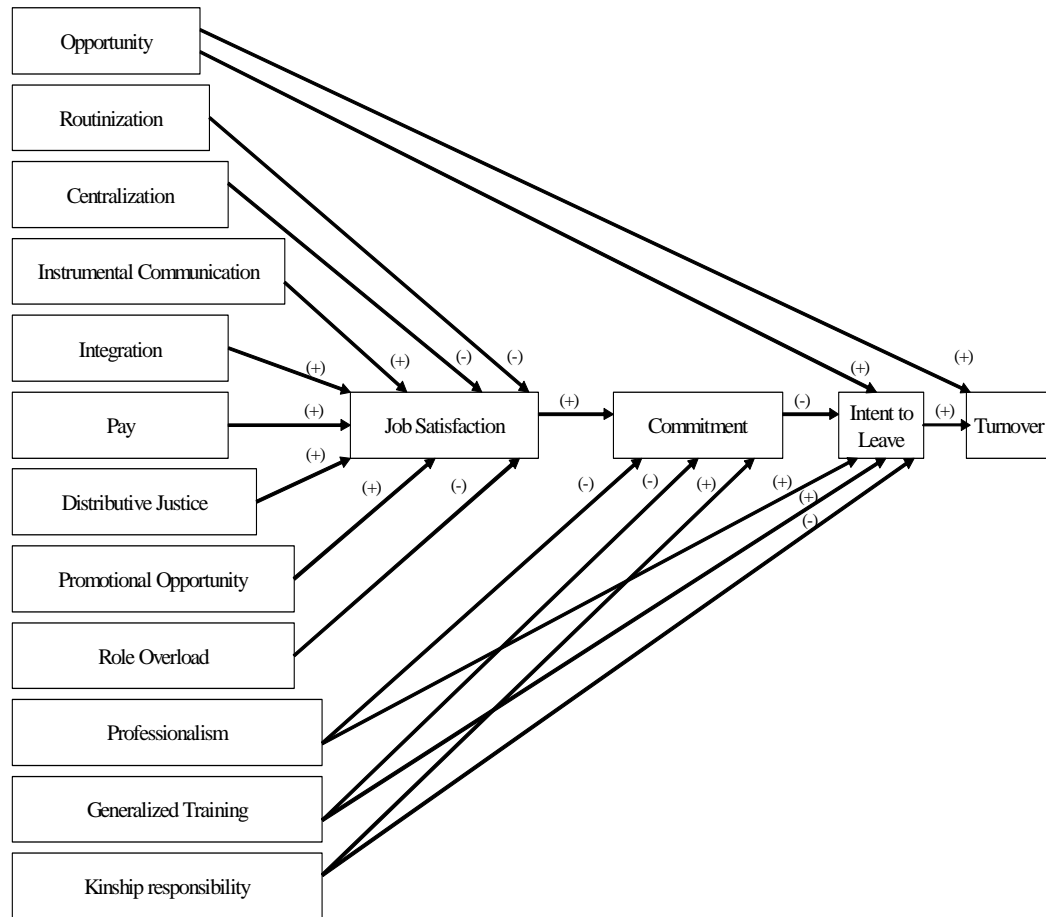 Opportunity
Routinization
Centralization
Instrumental Communication
Integration
Pay
Distributive Justice
Promotional Opportunity
Role Overload
Professionalism
Generalized Training
Kinship responsibility
(+)
(+)
(+)
(+)
(-)
(-)
(+)
(-)
Job Satisfaction
(+)
Commitment
(-)
(-)
(-)
(+)
(+)
Intent to
Leave
(+)
(+)
(-)
(+)
(+)
Turnover